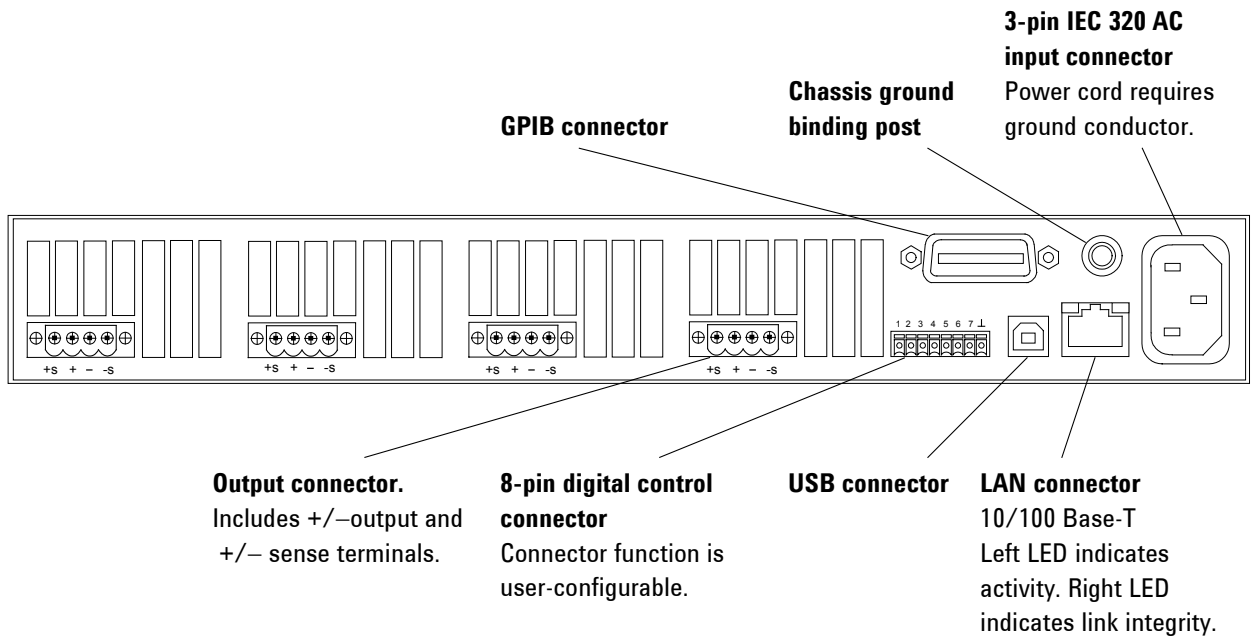 3-pin IEC 320 AC
input connector
Power cord requires
ground conductor.
Chassis ground
binding post
GPIB connector
1 2 3 4 5 6 7 ⊥
+s + – -s
+s + – -s
+s + – -s
+s + – -s
Output connector.
Includes +/–output and
+/– sense terminals.
8-pin digital control
connector
Connector function is
user-configurable.
USB connector
LAN connector
10/100 Base-T
Left LED indicates
activity. Right LED
indicates link integrity.